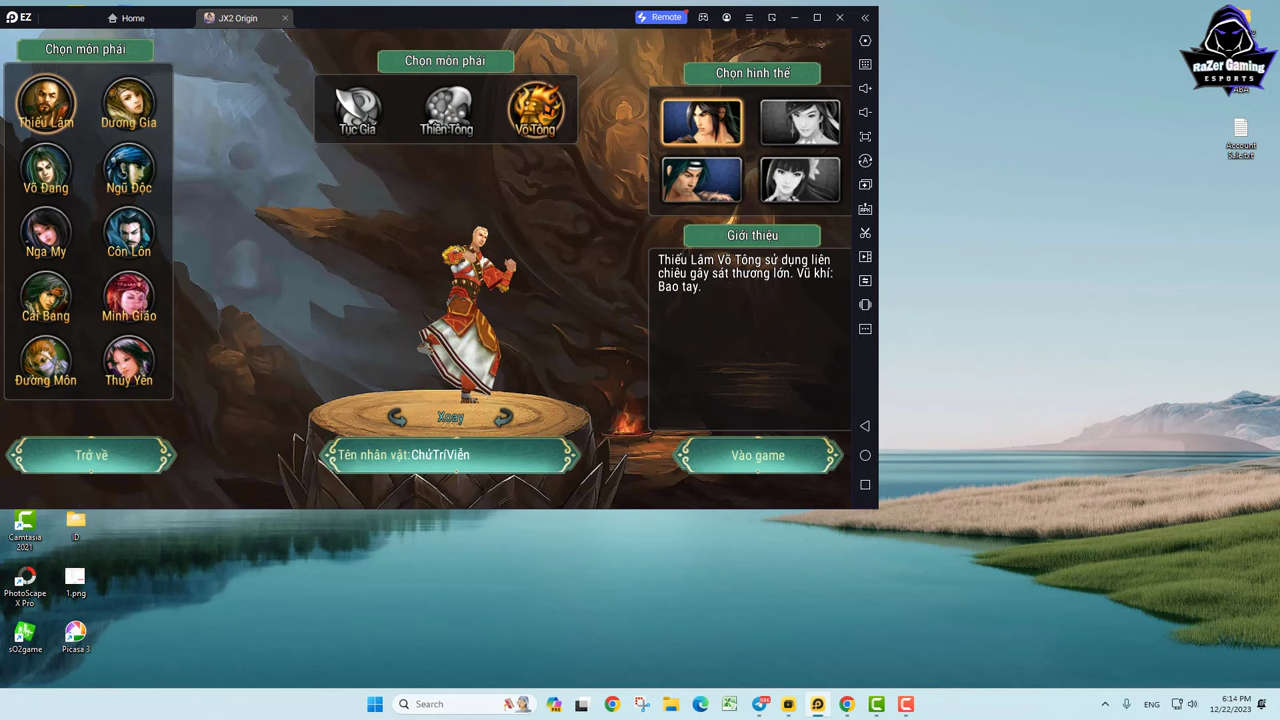 EZ
Home
JX2 Origin
Remote
Chọn môn phái
Thiếu Lâm
Dương Gia
Võ Đang
Ngũ Độc
Nga My
Côn Lôn
Cái Bang
Minh Giáo
Đường Môn
Thúy Yên
Chọn môn phái
Tục Gia
Thiền Tông
Võ Tông
Chọn hình thể
Giới thiệu
Thiếu Lâm Võ Tông sử dụng liên
chiêu gây sát thương lớn. Vũ khí:
Bao tay.
Xoay
Trở về
Tên nhân vật:ChứTríViễn
Vào game
RaZer Gaming
ESPORTS
Account
Sale.txt
Camtasia
2021
:D
PhotoScape
X Pro
1.png
sO2game
Picasa 3
Search
ENG
6:14 PM
12/22/2023